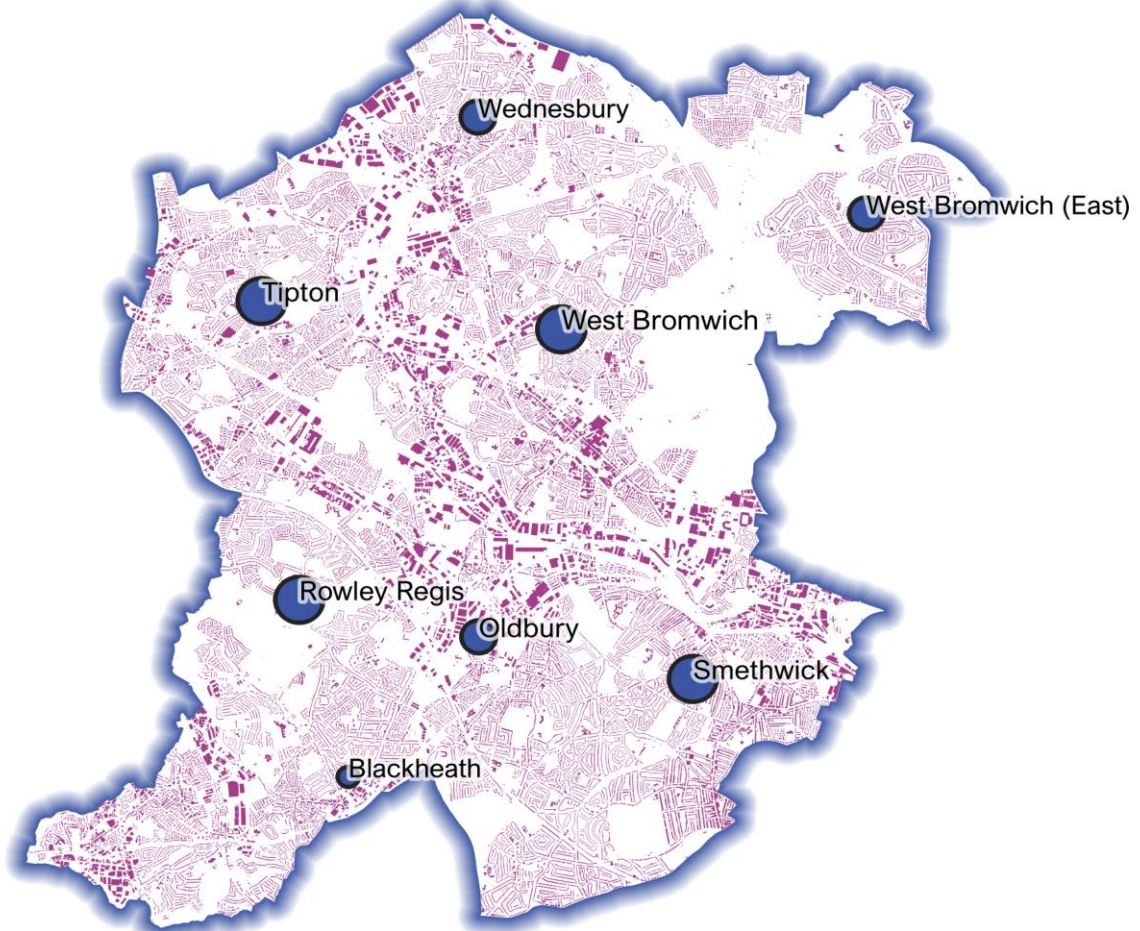 Wednesbury
West Bromwich (East)
Tipton
West Bromwich
Rowley Regis
Oldbury
Smethwick
Blackheath